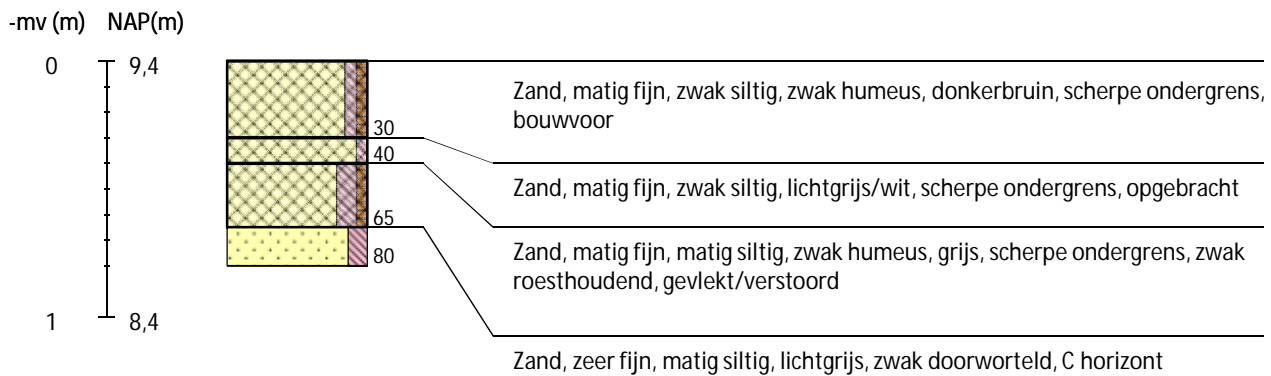 -mv (m) NAP(m)
0 9,4
Zand, matig fijn, zwak siltig, zwak humeus, donkerbruin, scherpe ondergrens,
bouwvoor
30
40
Zand, matig fijn, zwak siltig, lichtgrijs/wit, scherpe ondergrens, opgebracht
65
Zand, matig fijn, matig siltig, zwak humeus, grijs, scherpe ondergrens, zwak
roesthoudend, gevlekt/verstoord
80
1 8,4
Zand, zeer fijn, matig siltig, lichtgrijs, zwak doorworteld, C horizont